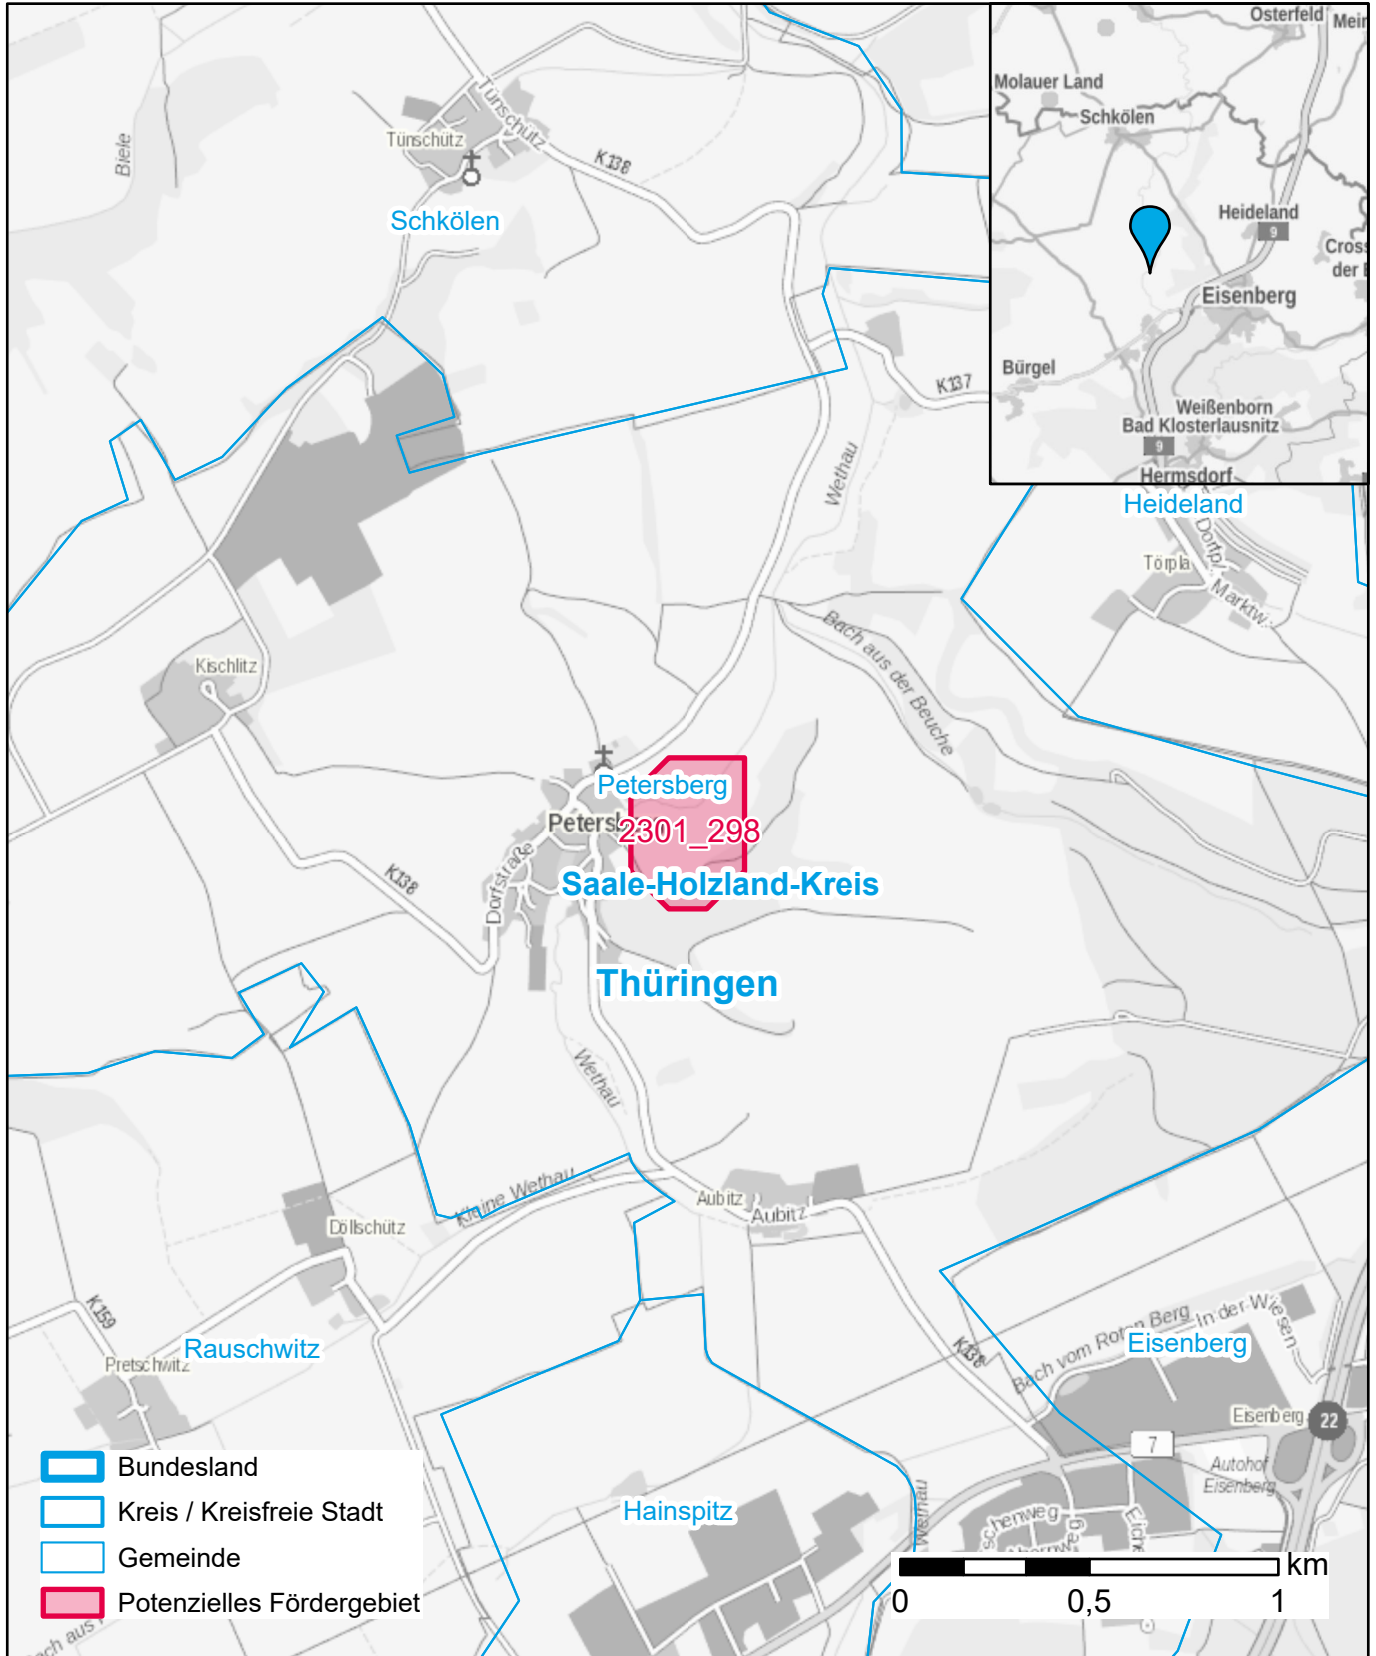 Osterfeld
Molauer Land
Schkölen
Heideland
9
Eisenberg
Bürgel
Weißenborn
Bad Klosterlausnitz
9
Hermsdorf
Biele
Tünschütz
Tünschütz
K138
Schkölen
K137
Wethau
Heideland
Törpla
Bach aus der Beuche
Kischlitz
Petersberg
2301_298
Saale-Holzland-Kreis
K138
Dorfstraße
Thüringen
Wethau
Kleine Wethau
Aubitz
Aubitz
Döllschütz
K159
Rauschwitz
Pretschwitz
K138
Bach vom Roten Berg
In der Wiesen
Eisenberg
Eisenberg
22
7
Autohof
Eisenberg
Hainspitz
Wethau
Bundesland
Kreis / Kreisfreie Stadt
Gemeinde
Potenzielles Fördergebiet
km
0
0,5
1